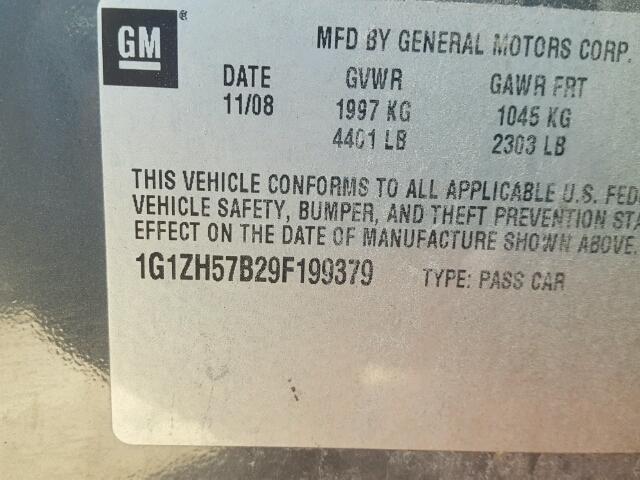 GM ®
MFD BY GENERAL MOTORS CORP.
DATE GVWR GAWR FRT
11/08 1997 KG 1045 KG
4401 LB 2303 LB
THIS VEHICLE CONFORMS TO ALL APPLICABLE U.S. FEDE
VEHICLE SAFETY, BUMPER, AND THEFT PREVENTION STA
EFFECT ON THE DATE OF MANUFACTURE SHOWN ABOVE.
1G1ZH57B29F199379 TYPE: PASS CAR